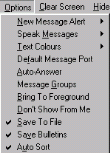 Options Clear Screen Hide
New Message Alert
Speak Messages
Text Colours
Default Message Port
Auto-Answer
Message Groups
Bring To Foreground
Don't Show From Me
Save To File
Save Bulletins
Auto Sort